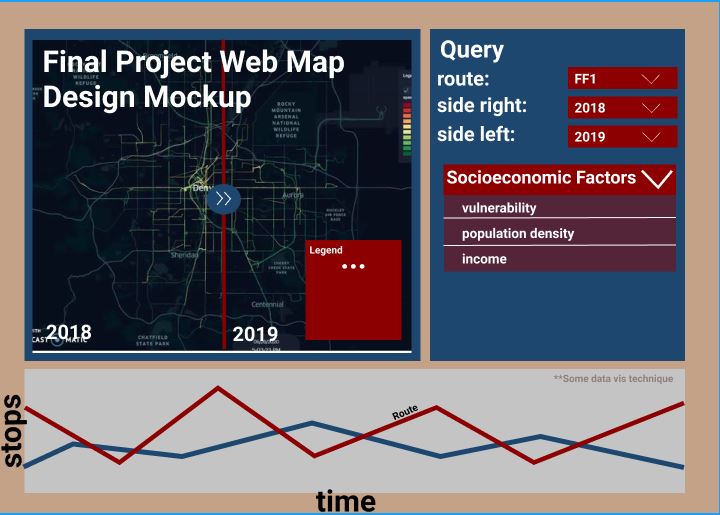 Final Project Web Map
Design Mockup
WILDLIFE
REFUGE
ROCKY
MOUNTAIN
ARSENAL
NATIONAL
WILDLIFE
REFUGE
Lege
Aurora
BUCKLEY
AIR FORCE
BASE
Sheridan
CHERRY
CREEK STATE
PARK
Centennial
CHATFIELD
STATE PARK
Legend
2018
2019
Query
route:
FF1
side right:
2018
side left:
2019
Socioeconomic Factors
vulnerability
population density
income
**Some data vis technique
Route
stops
time